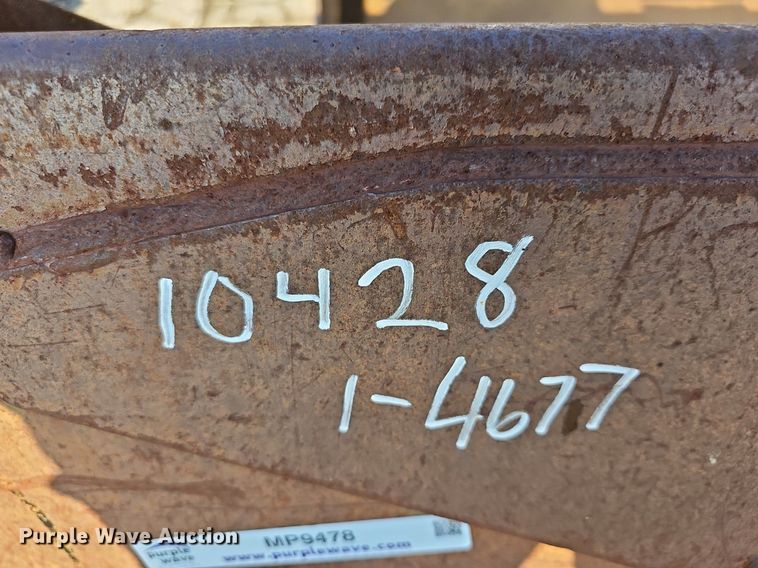 10428
1-4677
MP9478
purple wave
www.purplewave.com
Purple Wave Auction